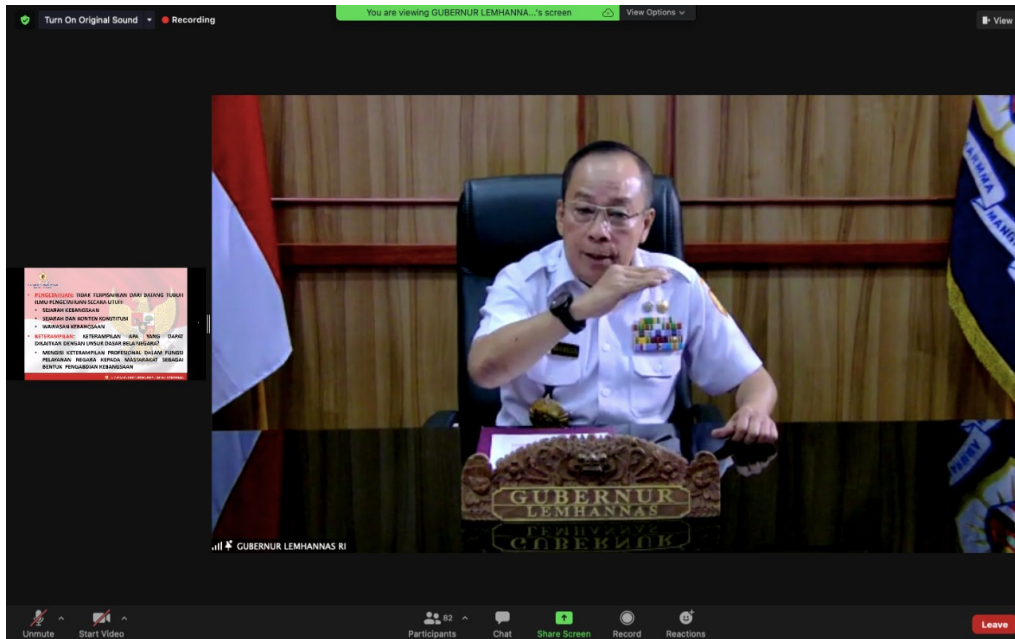 Turn On Original Sound
Recording
You are viewing GUBERNUR LEMHANNA...'s screen
View Options
View
DHARMMA
MANGR
PENGETAHUAN: TIDAK TERPISAHKAN DARI BATANG TUBUH
ILMU PENGETAHUAN SECARA UTUH:
SEJARAH KEBANGSAAN
SEJARAH DAN KONTEN KONSTITUSI
WAWASAN KEBANGSAAN
KETERAMPILAN: KETERAMPILAN APA YANG DAPAT
DIKAITKAN DENGAN UNSUR DASAR BELA NEGARA?
MENGISI KETERAMPILAN PROFESIONAL DALAM FUNGSI
PELAYANAN NEGARA KEPADA MASYARAKAT SEBAGAI
BENTUK PENGABDIAN KEBANGSAAN
GUBERNUR
LEMHANNAS
GUBERNUR LEMHANNAS RI
Unmute
Start Video
82
Participants
Chat
Share Screen
Record
Reactions
Leave